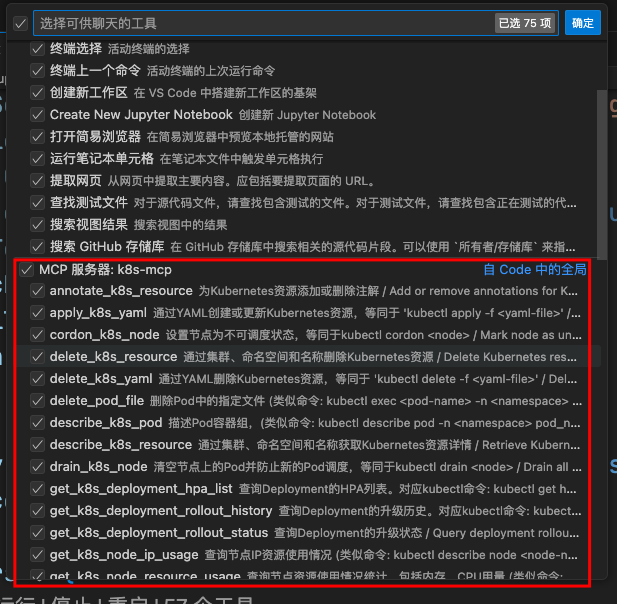 选择可供聊天的工具 已选 75 项 确定
终端选择 活动终端的选择
终端上一个命令 活动终端的上次运行命令
创建新工作区 在 VS Code 中搭建新工作区的基架
Create New Jupyter Notebook 创建新 Jupyter Notebook
打开简易浏览器 在简易浏览器中预览本地托管的网站
运行笔记本单元格 在笔记本文件中触发单元格执行
提取网页 从网页中提取主要内容。应包括要提取页面的 URL。
查找测试文件 对于源代码文件，请查找包含测试的文件。对于测试文件，请查找包含正在测试的代...
搜索视图结果 搜索视图中的结果
搜索 GitHub 存储库 在 GitHub 存储库中搜索相关的源代码片段。可以使用 `所有者/存储库` 来指...
MCP 服务器: k8s-mcp 自 Code 中的全局
annotate_k8s_resource 为Kubernetes资源添加或删除注解 / Add or remove annotations for K...
apply_k8s_yaml 通过YAML创建或更新Kubernetes资源，等同于 'kubectl apply -f <yaml-file>' /...
cordon_k8s_node 设置节点为不可调度状态，等同于kubectl cordon <node> / Mark node as un...
delete_k8s_resource 通过集群、命名空间和名称删除Kubernetes资源 / Delete Kubernetes res...
delete_k8s_yaml 通过YAML删除Kubernetes资源，等同于 'kubectl delete -f <yaml-file>' / Del...
delete_pod_file 删除Pod中的指定文件 (类似命令: kubectl exec <pod-name> -n <namespace> ...
describe_k8s_pod 描述Pod容器组，(类似命令: kubectl describe pod -n <namespace> pod_n...
describe_k8s_resource 通过集群、命名空间和名称获取Kubernetes资源详情 / Retrieve Kubern...
drain_k8s_node 清空节点上的Pod并防止新的Pod调度，等同于kubectl drain <node> / Drain all ...
get_k8s_deployment_hpa_list 查询Deployment的HPA列表。对应kubectl命令: kubectl get h...
get_k8s_deployment_rollout_history 查询Deployment的升级历史。对应kubectl命令: kubect...
get_k8s_deployment_rollout_status 查询Deployment的升级状态 / Query deployment rollou...
get_k8s_node_ip_usage 查询节点IP资源使用情况 (类似命令: kubectl describe node <node-n...
get_k8s_node_resource_usage 查询节点资源使用情况统计，包括内存、CPU用量 (类似命令: kubectl de...
运行 | 停止 | 重启 | 57 个工具